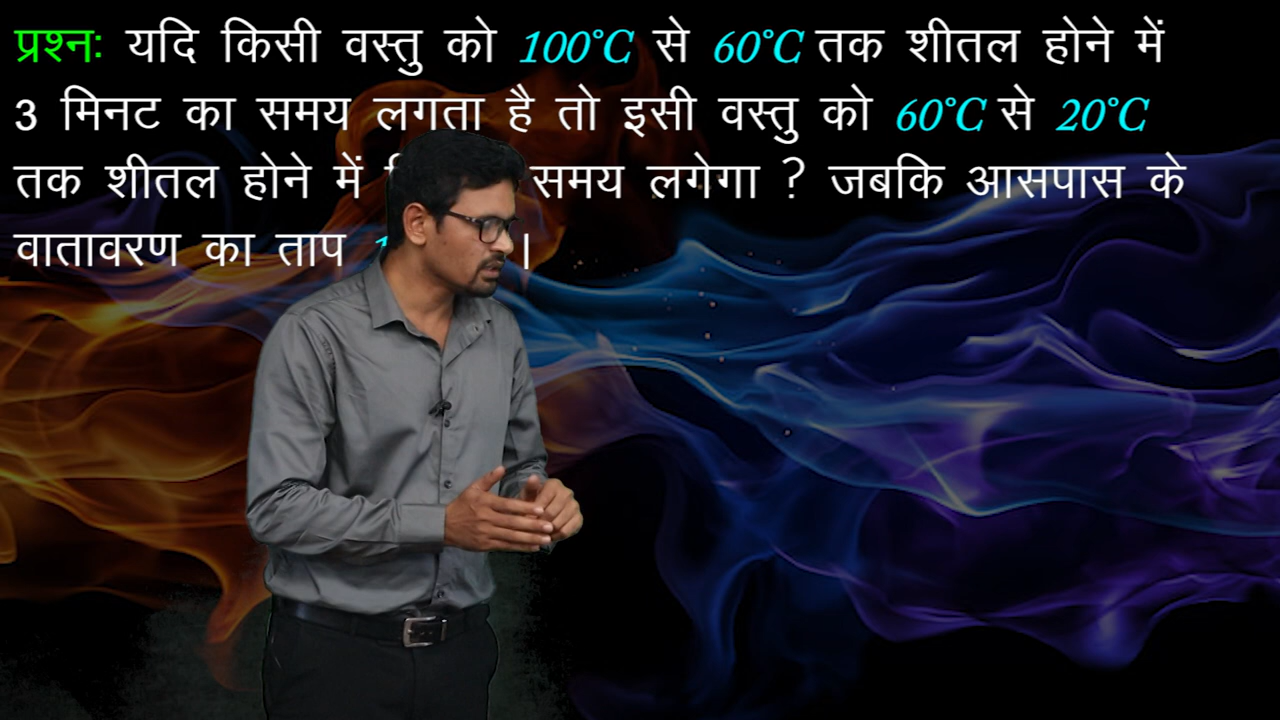 प्रश्नः यदि किसी वस्तु को 100°C से 60°C तक शीतल होने में
3 मिनट का समय लगता है तो इसी वस्तु को 60°C से 20°C
तक शीतल होने में समय लगेगा ? जबकि आसपास के
वातावरण का ताप ।